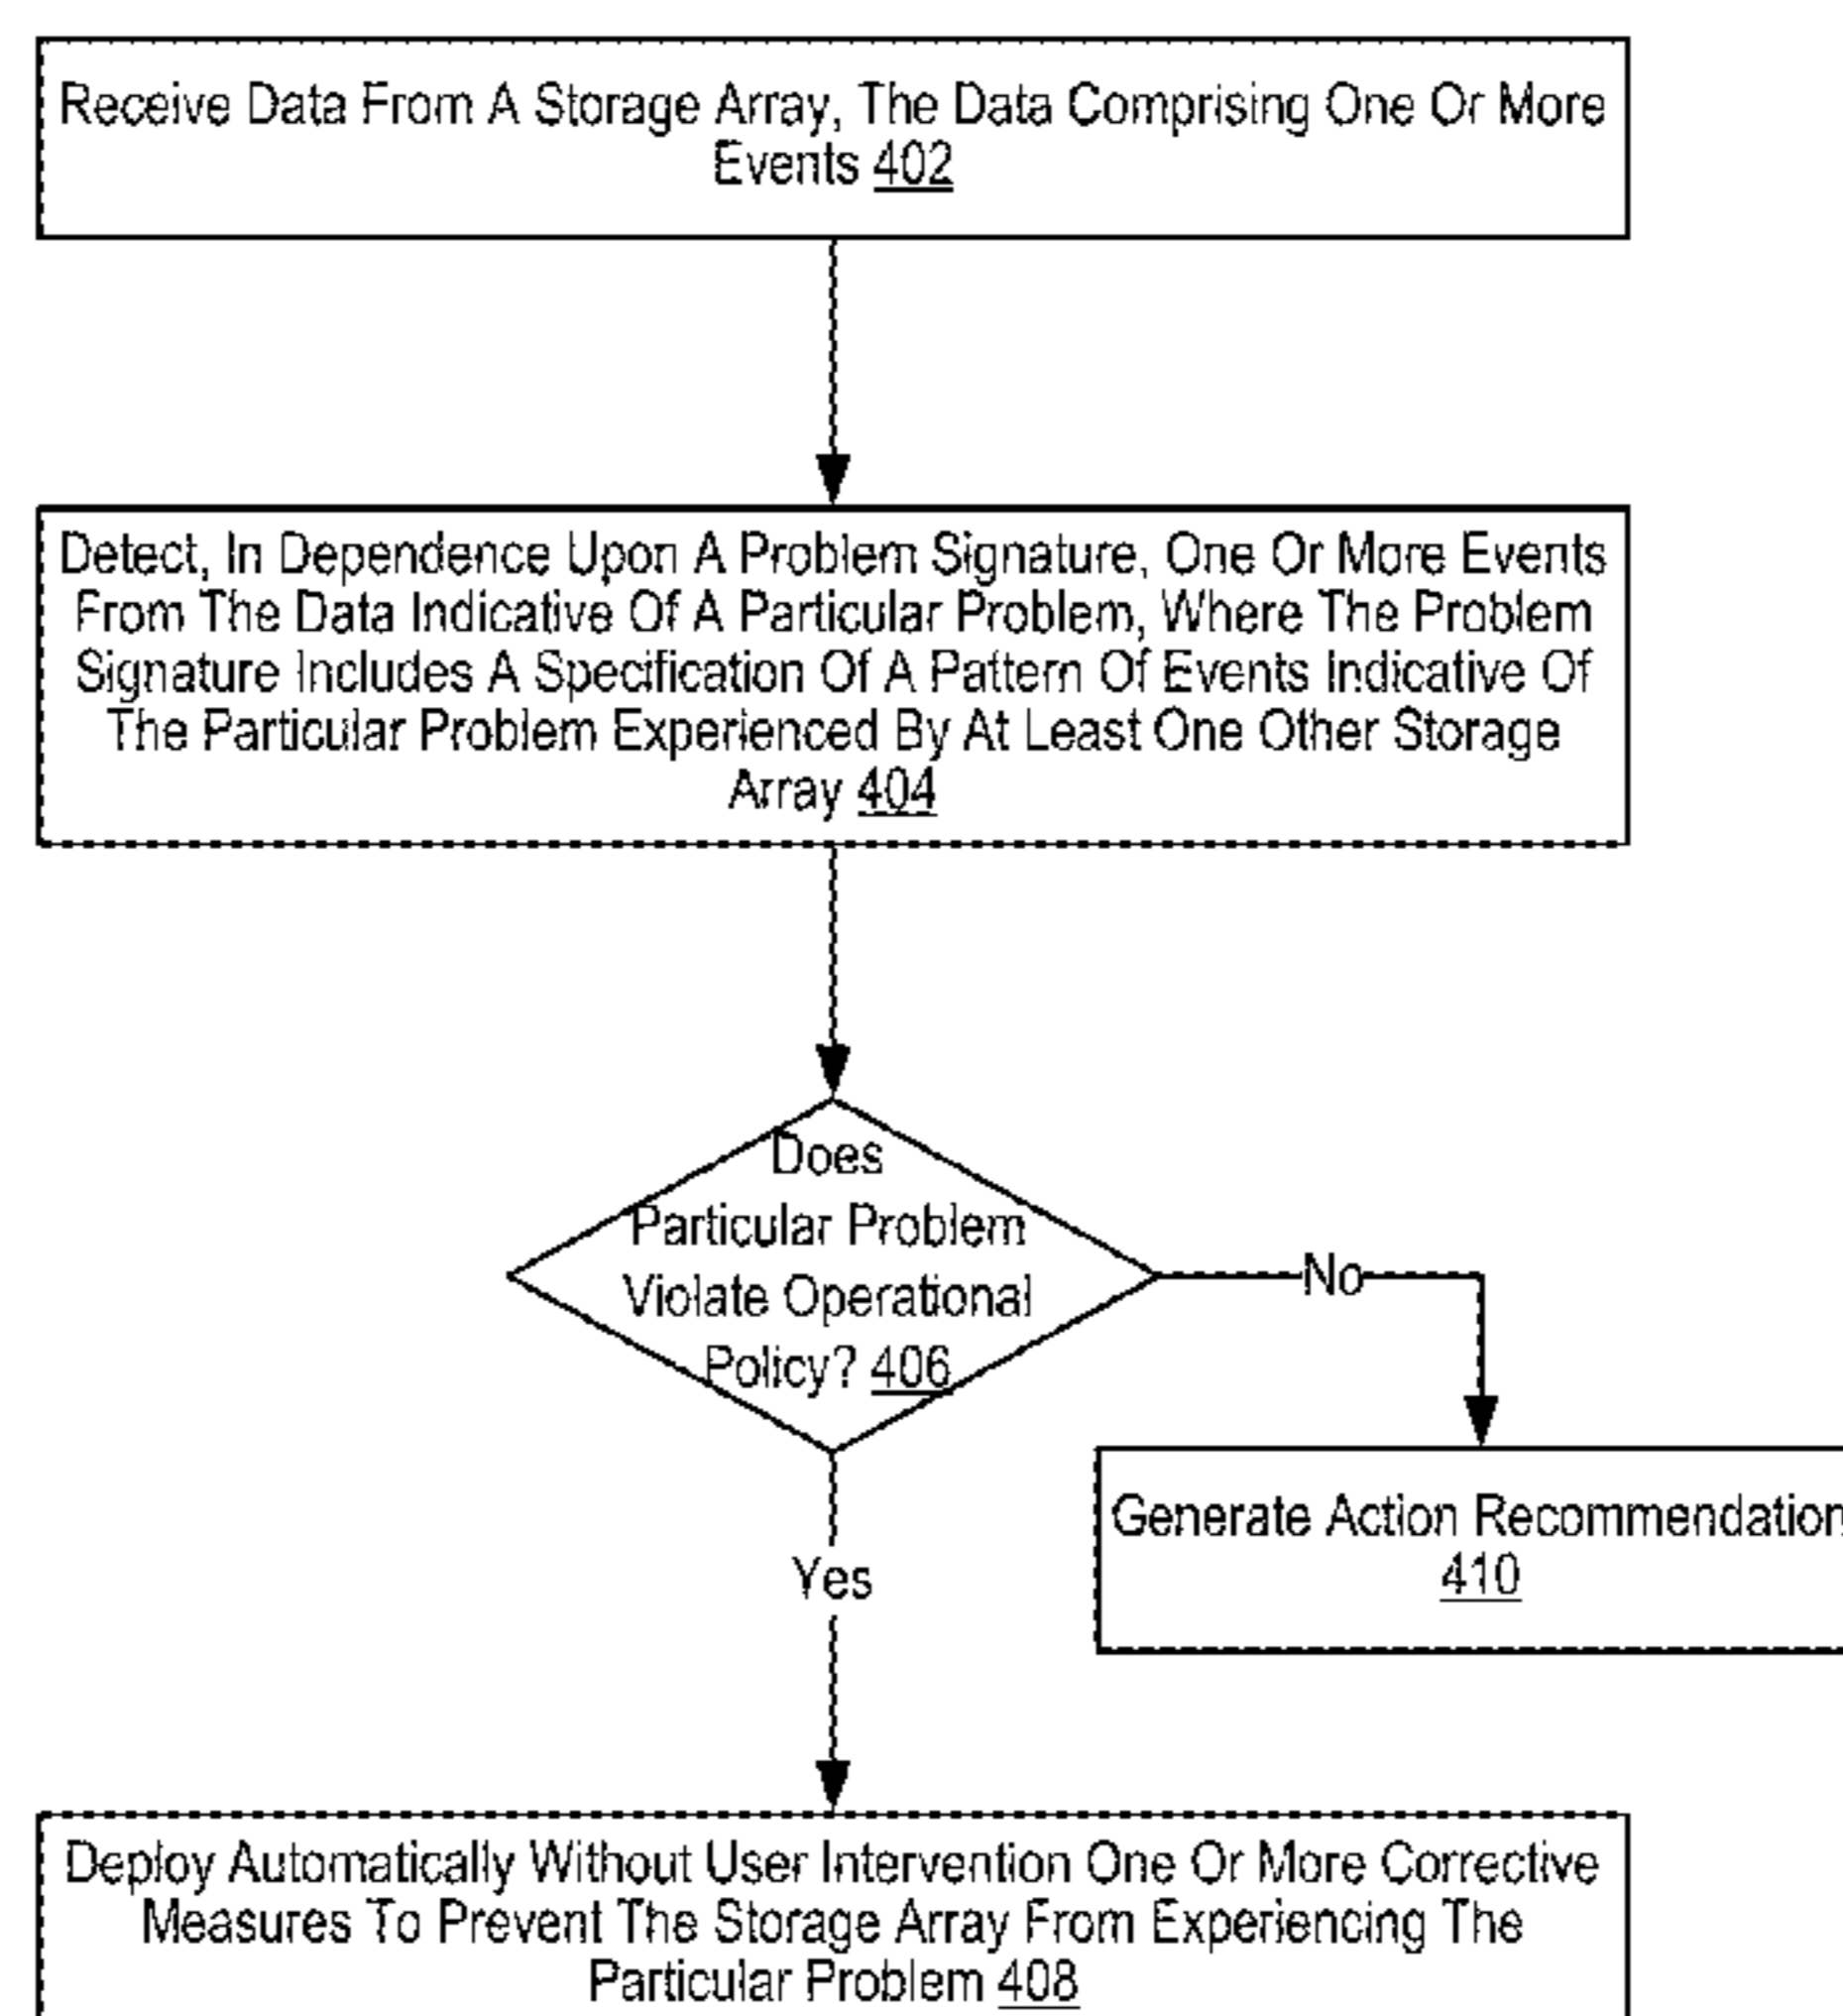 Receive Data From A Storage Array, The Data Comprising One Or More
Events 402
Detect, In Dependence Upon A Problem Signature, One Or More Events
From The Data Indicative Of A Particular Problem, Where The Problem
Signature Includes A Specification Of A Pattern Of Events Indicative Of
The Particular Problem Experienced By At Least One Other Storage
Array 404
Does
Particular Problem
Violate Operational
Policy? 406
No
Generate Action Recommendation
410
Yes
Deploy Automatically Without User Intervention One Or More Corrective
Measures To Prevent The Storage Array From Experiencing The
Particular Problem 408